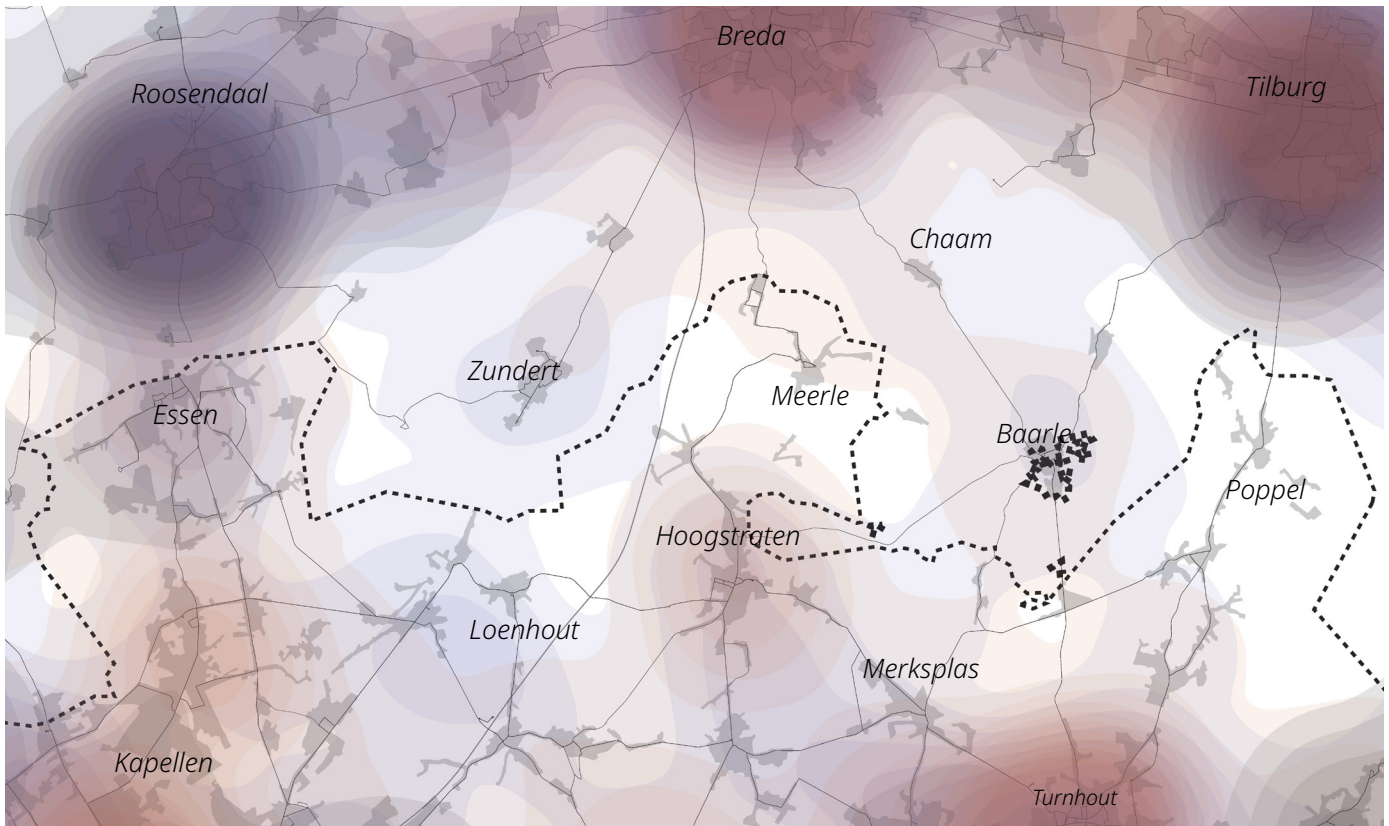 Breda
Roosendaal
Tilburg
Chaam
Zundert
Meerle
Essen
Baarle
Poppel
Hoogstraten
Loenhout
Merksplas
Kapellen
Turnhout